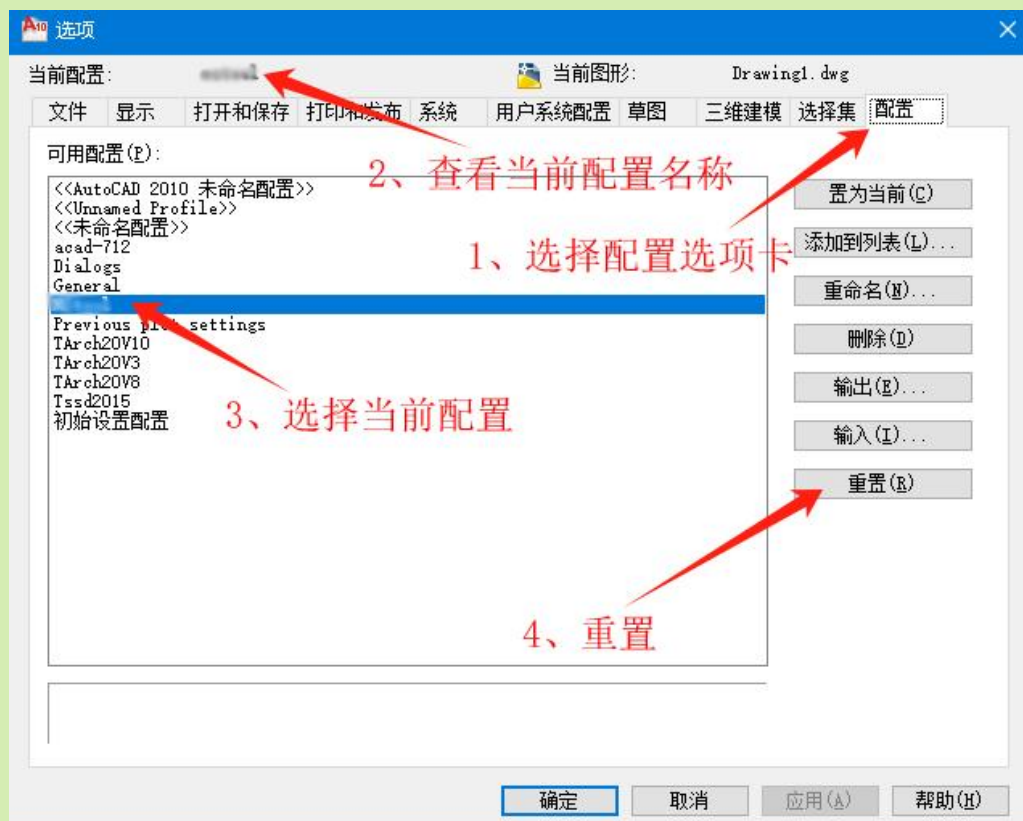 A10 选项
当前配置: 当前图形: Drawing1.dwg
文件 显示 打开和保存 打印和发布 系统 用户系统配置 草图 三维建模 选择集 配置
可用配置(P):
2、查看当前配置名称
<<AutoCAD 2010 未命名配置>>
置为当前(C)
<<Unnamed Profile>>
<<未命名配置>>
acad-712
添加到列表(L)...
1、选择配置选项卡
Dialogs
General
重命名(N)...
Previous plot settings
TArch20V10
删除(D)
TArch20V3
TArch20V8
输出(E)...
Tssd2015
3、选择当前配置
初始设置配置
输入(I)...
重置(R)
4、重置
确定 取消 应用(A) 帮助(H)